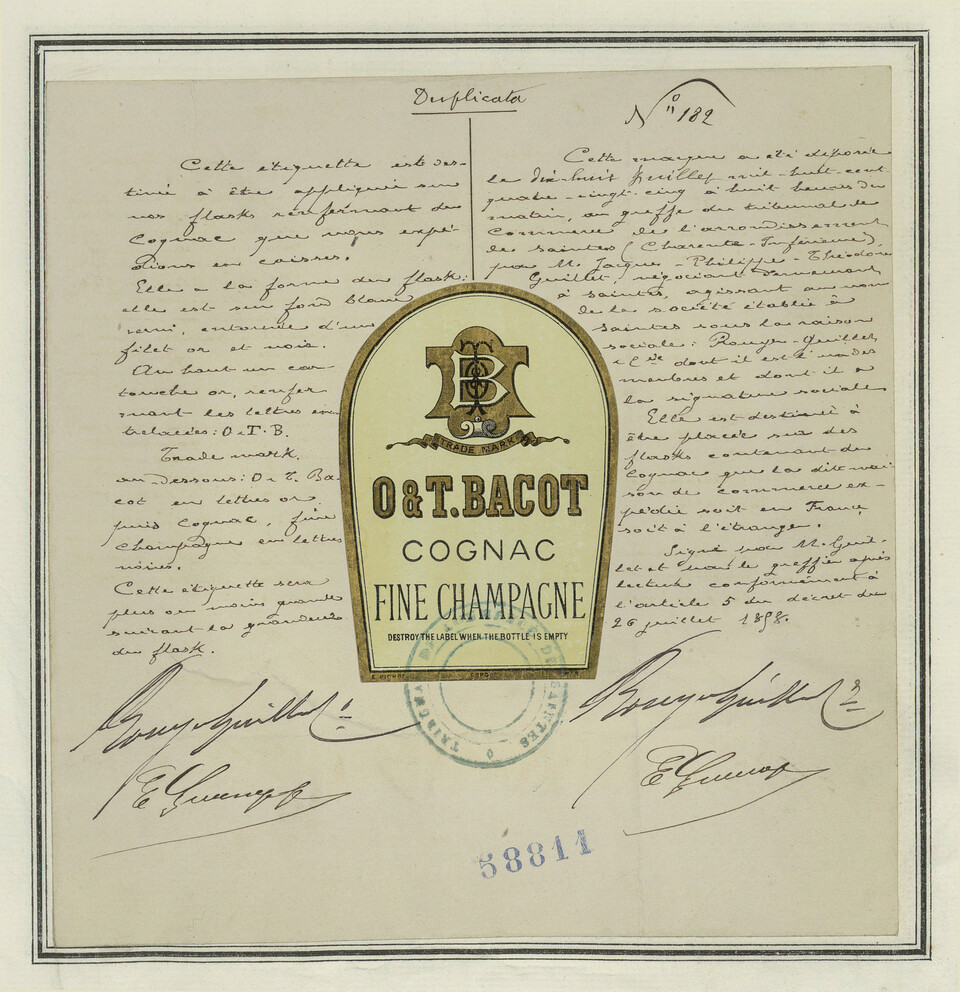 Duplicata
N° 182
Cette étiquette est des-
tinée à être appliquée sur
nos flasks renfermant du
Cognac que nous expé-
dions en caisses.
Elle a la forme du flask:
elle est sur fond blanc
verni, entourée d'un
filet or et noir.
Au haut un car-
touche or, renfer
mant les lettres en
trelacées: O & T. B.
Trade mark.
au dessous: O & T. Ba
cot en lettres or,
puis Cognac, fine
champagne en lettres
noires.
Cette étiquette sera
plus ou moins grande
suivant la grandeur
du flask.
Cette marque a été déposée
le dix-huit Juillet mil-huit-cent
quatre-vingt-cinq à huit heures du
matin, au greffe du tribunal de
Commerce de l'arrondissement
de Saintes (Charente-Inférieure)
par M. Jacques-Philippe-Théodore
Guillet, négociant demeurant
à Saintes, agissant au nom
de la société établie à
Saintes sous la raison
sociale: Rouyer-Guillet
& Cie dont il est l'un des
membres et dont il a
la signature sociale
Elle est destinée à
être placée sur des
flasks contenant du
Cognac que la dite mai-
son de commerce ex-
pédie soit en France
soit à l'étranger.
Signé par M. Guil-
let et par le greffier après
lecture conformément à
l'article 5 du décret du
26 juillet 1858.
OTB
TRADE MARK
O & T. BACOT
COGNAC
FINE CHAMPAGNE
DESTROY THE LABEL WHEN THE BOTTLE IS EMPTY
Rouyer Guillet &
Rouyer Guillet &
58811